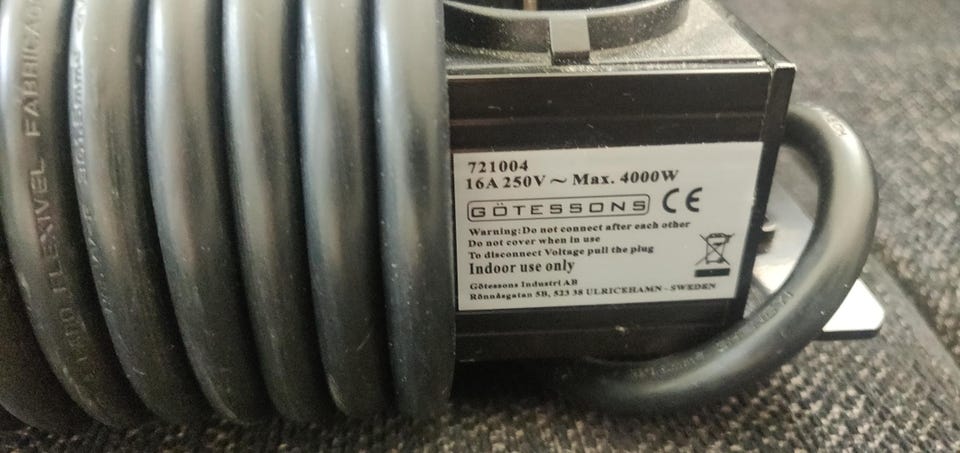 721004
16A 250V ~ Max. 4000W
GÖTESSONS CE
Warning: Do not connect after each other
Do not cover when in use
To disconnect Voltage pull the plug
Indoor use only
Götessons Industri AB
Rönnåsgatan 5B, 523 38 ULRICEHAMN - SWEDEN
FLEXIVEL FABRICA